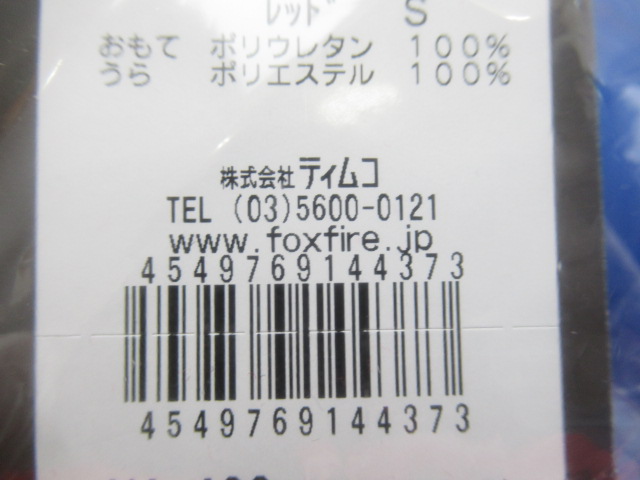 レッド S
おもて ポリウレタン 100%
うら ポリエステル 100%
株式会社 ティムコ
TEL (03)5600-0121
www.foxfire.jp
4549769144373
4549769144373